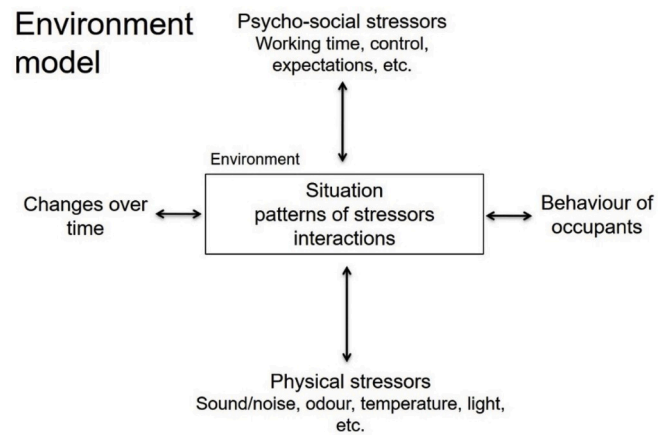 Environment
model
Psycho-social stressors
Working time, control,
expectations, etc.
Environment
Situation
patterns of stressors
interactions
Changes over
time
Behaviour of
occupants
Physical stressors
Sound/noise, odour, temperature, light,
etc.